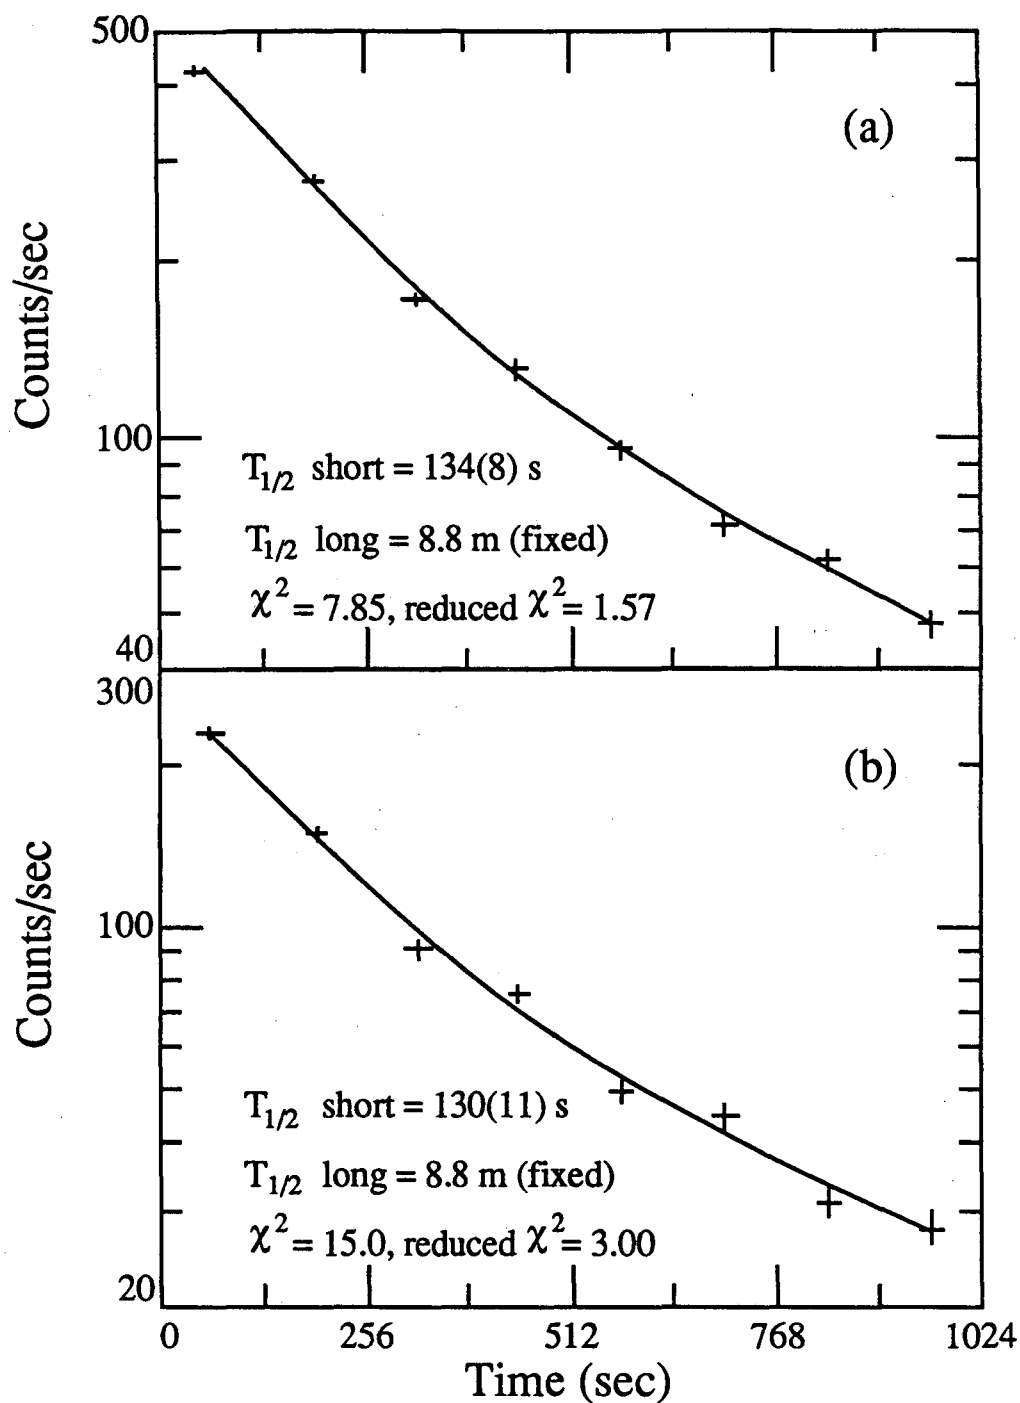 500
(a)
Counts/sec
100
T1/2 short = 134(8) s
T1/2 long = 8.8 m (fixed)
χ2 = 7.85, reduced χ2 = 1.57
40
300
(b)
Counts/sec
100
T1/2 short = 130(11) s
T1/2 long = 8.8 m (fixed)
χ2 = 15.0, reduced χ2 = 3.00
20
0 256 512 768 1024
Time (sec)